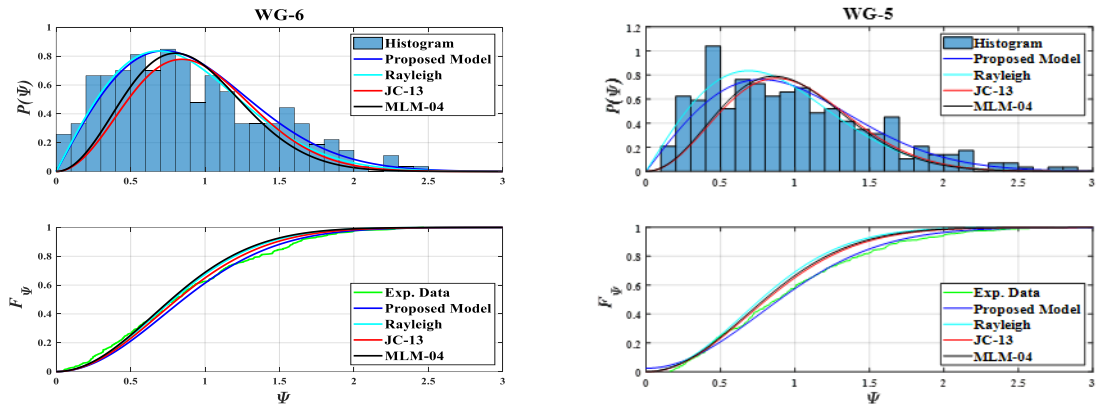 WG-6
P(Ψ)
1
0.8
0.6
0.4
0.2
0
0
0.5
1
1.5
2
2.5
3
Histogram
Proposed Model
Rayleigh
JC-13
MLM-04
F_Ψ
1
0.8
0.6
0.4
0.2
0
0
0.5
1
1.5
2
2.5
3
Ψ
Exp. Data
Proposed Model
Rayleigh
JC-13
MLM-04
WG-5
P(Ψ)
1.2
1
0.8
0.6
0.4
0.2
0
0
0.5
1
1.5
2
2.5
3
Histogram
Proposed Model
Rayleigh
JC-13
MLM-04
F_Ψ
1
0.8
0.6
0.4
0.2
0
0
0.5
1
1.5
2
2.5
3
Ψ
Exp. Data
Proposed Model
Rayleigh
JC-13
MLM-04